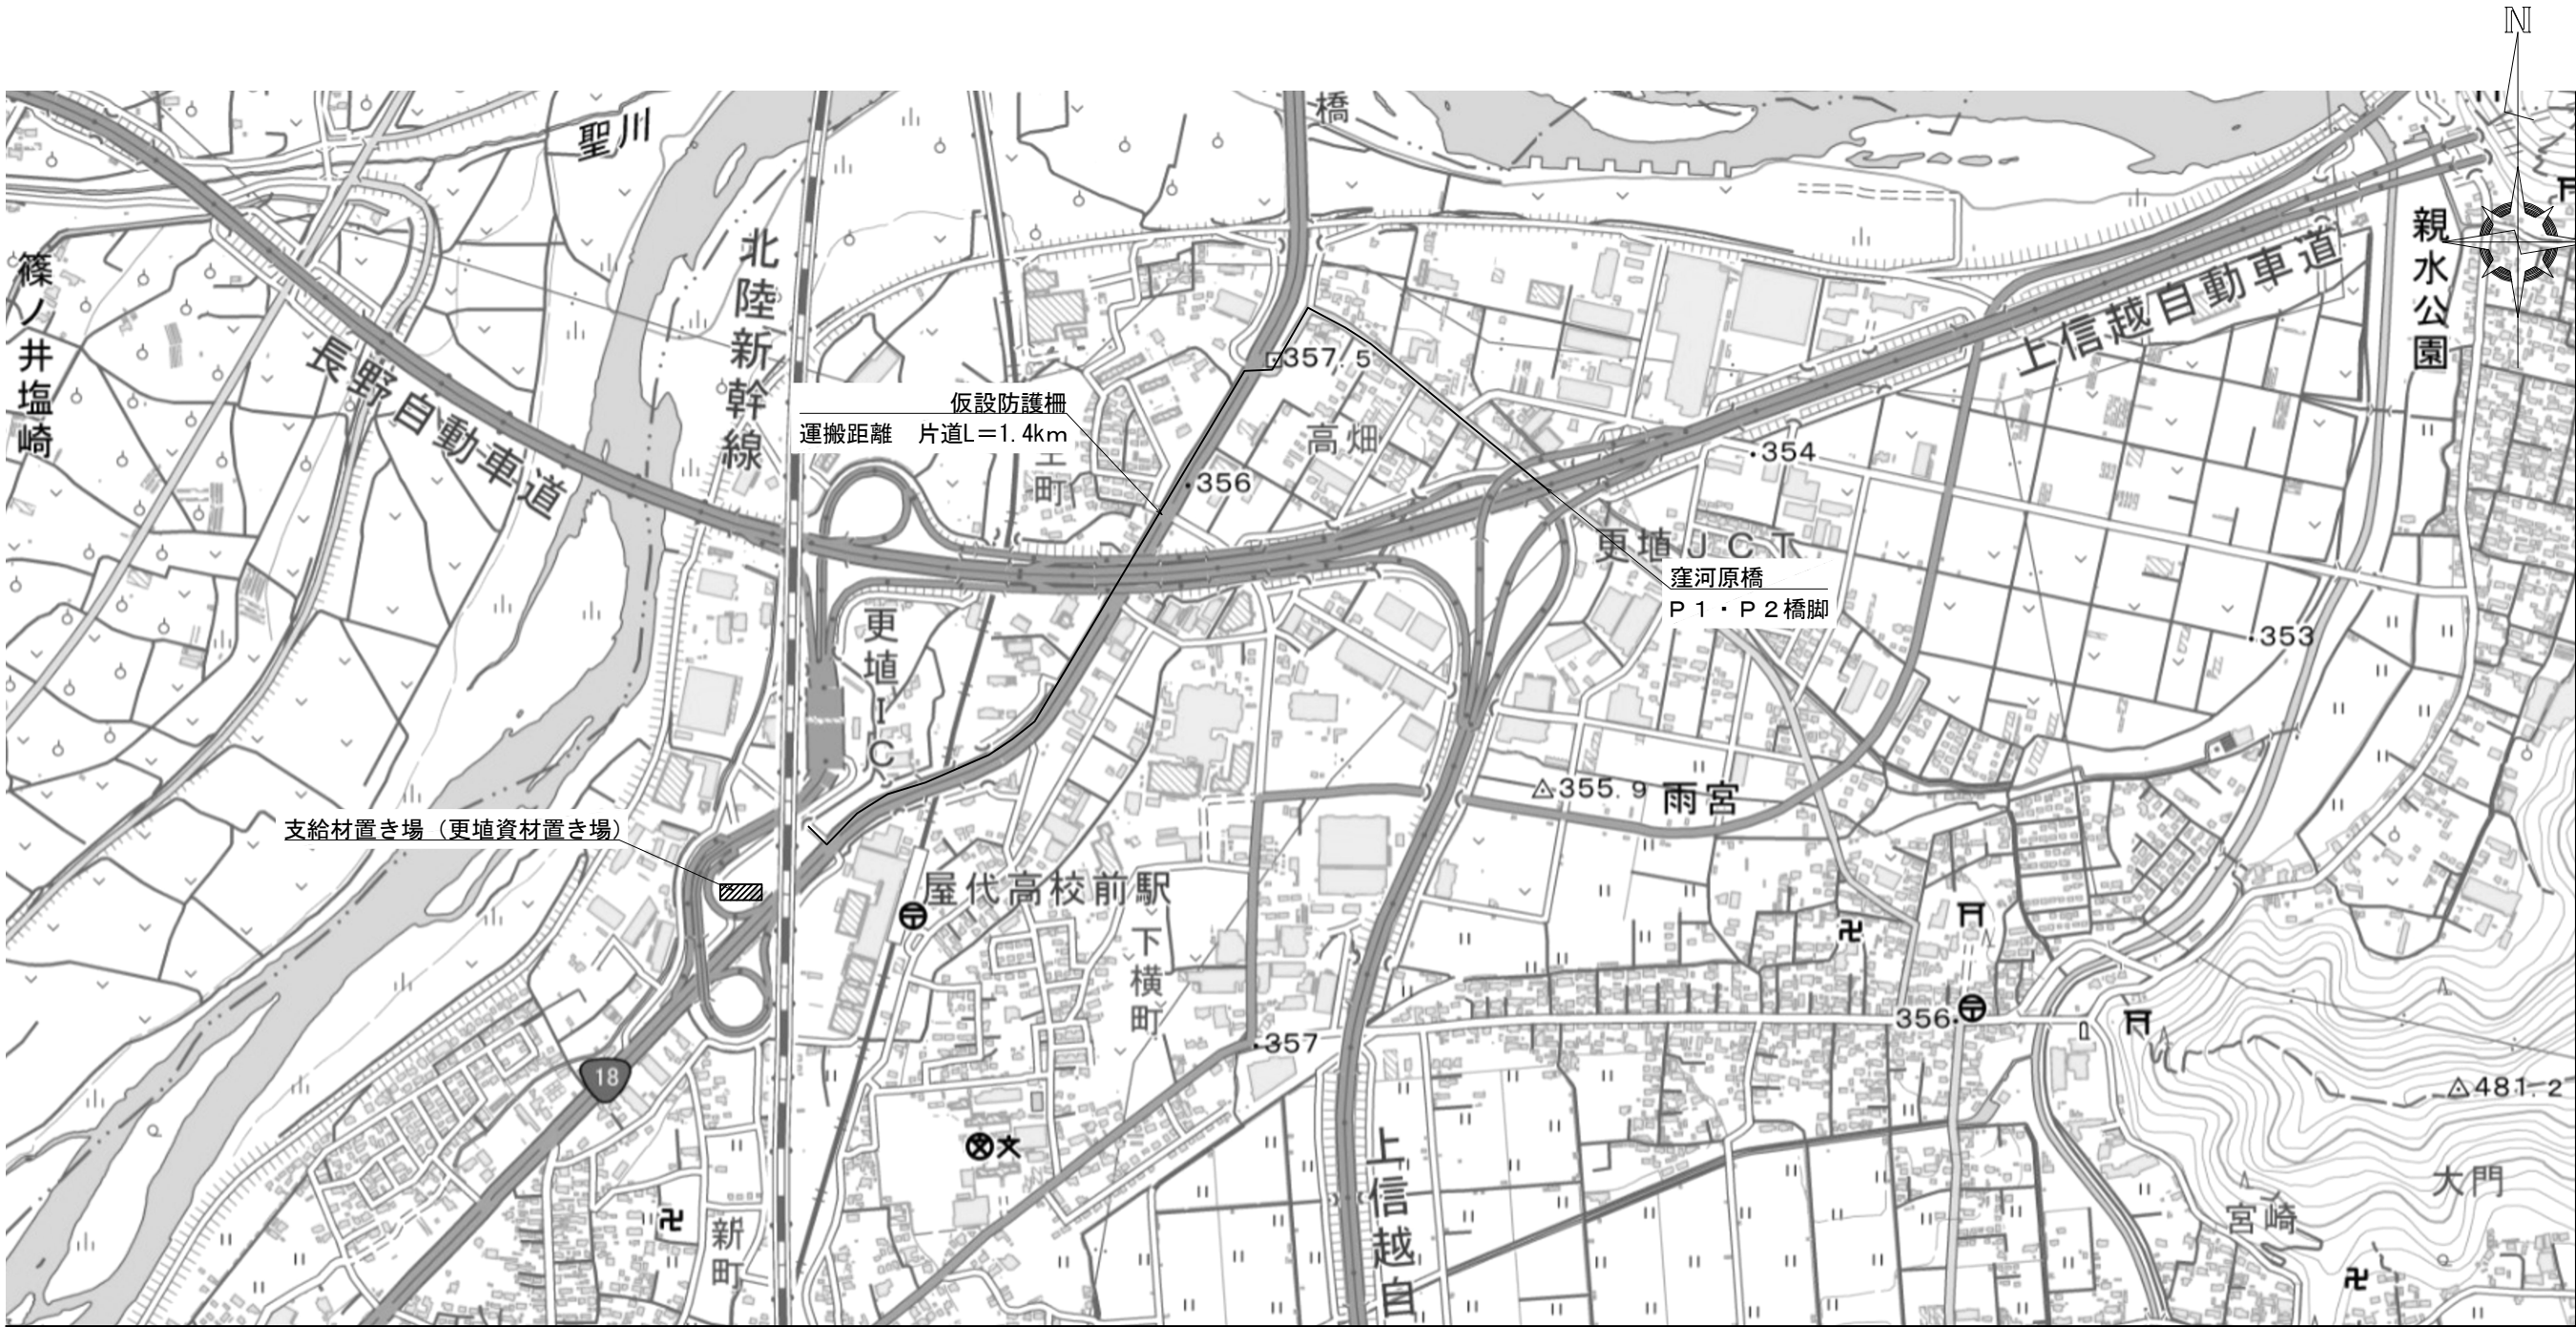 N
橋
聖川
北陸新幹線
篠ノ井塩崎
親水公園
上信越自動車道
長野自動車道
357.5
仮設防護柵
運搬距離 片道L=1.4km
高畑
町
356
354
更埴JCT
窪河原橋
P1・P2橋脚
更埴IC
353
355.9
雨宮
支給材置き場（更埴資材置き場）
屋代高校前駅
下横町
356
357
18
481.2
文
上信越自
大門
宮崎
新町